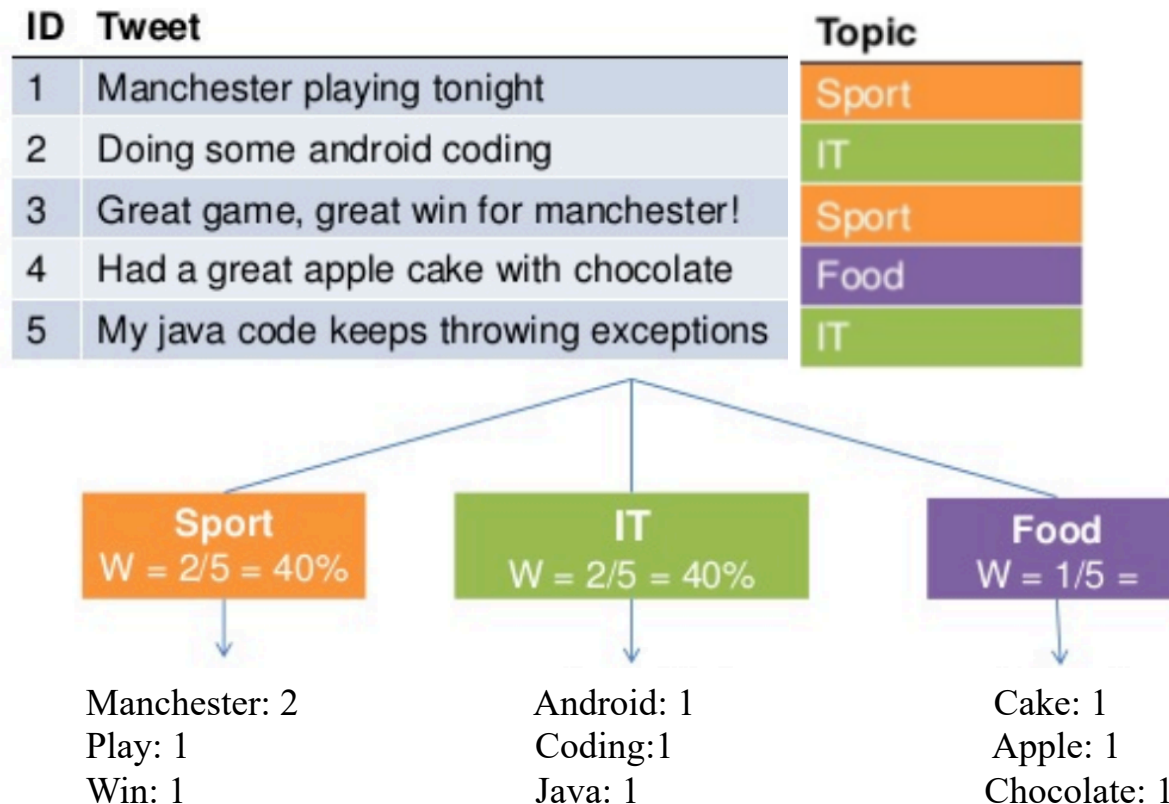 ID Tweet Topic
1 Manchester playing tonight Sport
2 Doing some android coding IT
3 Great game, great win for manchester! Sport
4 Had a great apple cake with chocolate Food
5 My java code keeps throwing exceptions IT
Sport
W = 2/5 = 40%
IT
W = 2/5 = 40%
Food
W = 1/5 =
Manchester: 2
Play: 1
Win: 1
Android: 1
Coding:1
Java: 1
Cake: 1
Apple: 1
Chocolate: 1